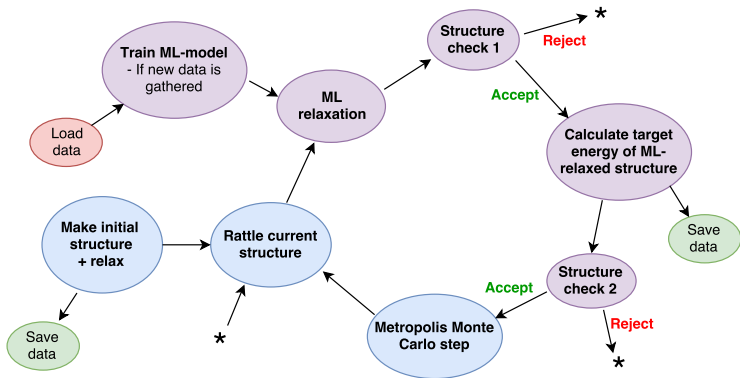 Train ML-model
- If new data is
gathered
Load
data
ML
relaxation
Structure
check 1
*
Reject
Accept
Calculate target
energy of ML-
relaxed structure
Save
data
Make initial
structure
+ relax
Save
data
Rattle current
structure
*
Metropolis Monte
Carlo step
Accept
Structure
check 2
Reject
*